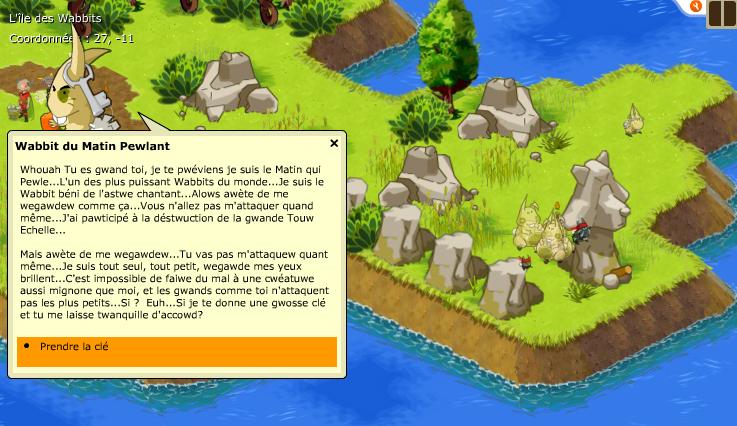 L'île des Wabbits
Coordonnées : 27, -11
Wabbit du Matin Pewlant
Whouah Tu es gwand toi, je te pwéviens je suis le Matin qui
Pewle...L'un des plus puissant Wabbits du monde...Je suis le
Wabbit béni de l'astwe chantant...Alows awète de me
wegawdew comme ça...Vous n'allez pas m'attaquer quand
même...J'ai pawticipé à la déstwuction de la gwande Touw
Echelle...
Mais awète de me wegawdew...Tu vas pas m'attaquew quant
même...Je suis tout seul, tout petit, wegawde mes yeux
brillent...C'est impossible de faiwe du mal à une cwéatuwe
aussi mignone que moi, et les gwands comme toi n'attaquent
pas les plus petits...Si ? Euh...Si je te donne une gwosse clé
et tu me laisse twanquille d'accowd?
Prendre la clé